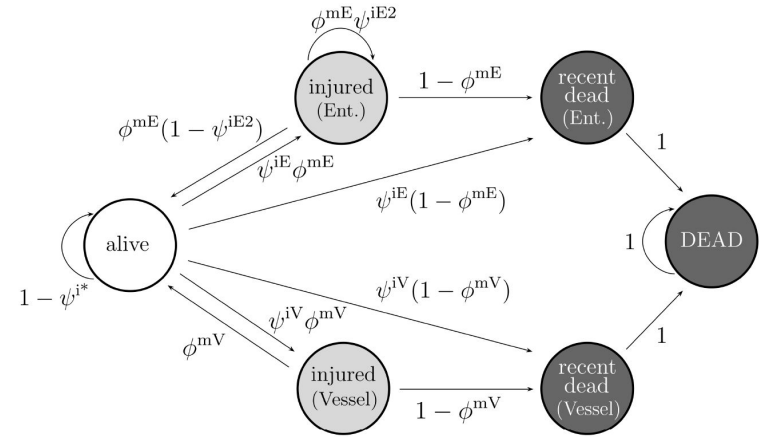 ϕ^mE ψ^iE2
injured
(Ent.)
1 − ϕ^mE
recent
dead
(Ent.)
ϕ^mE(1 − ψ^iE2)
ψ^iE ϕ^mE
1
ψ^iE(1 − ϕ^mE)
alive
1
DEAD
1 − ψ^i*
ψ^iV(1 − ϕ^mV)
ψ^iV ϕ^mV
ϕ^mV
1
injured
(Vessel)
1 − ϕ^mV
recent
dead
(Vessel)